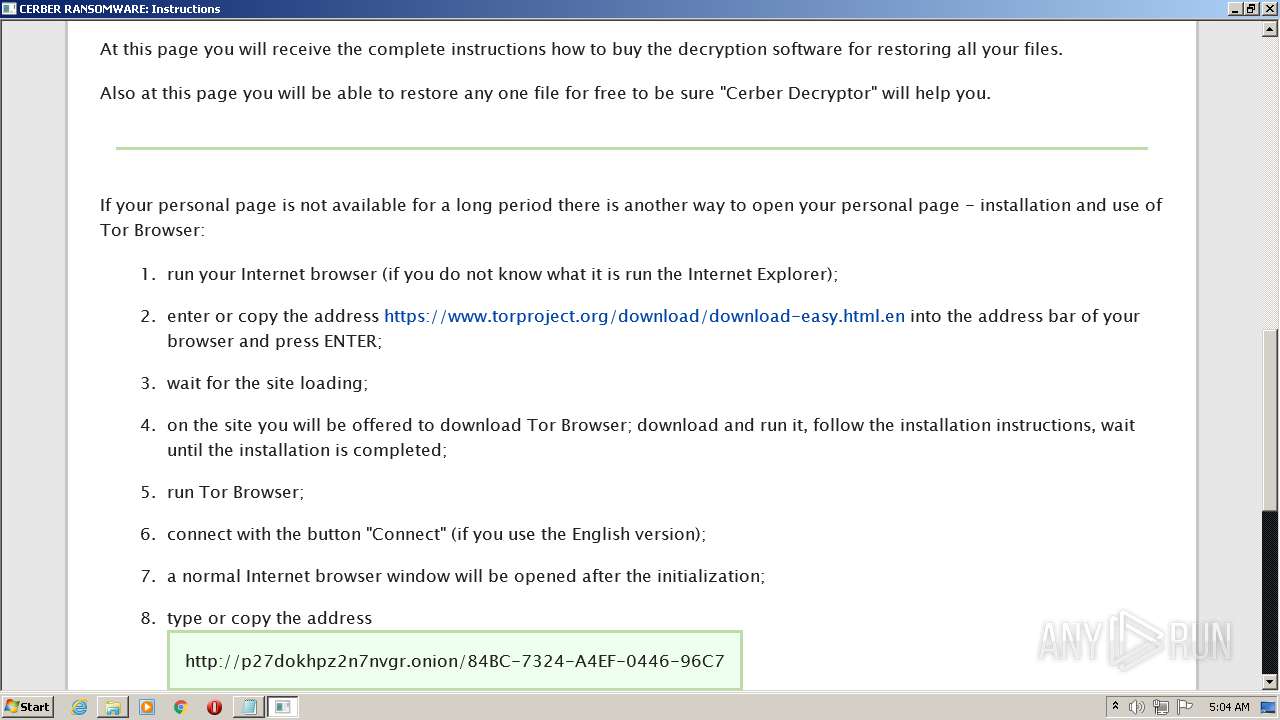 CERBER RANSOMWARE: Instructions
At this page you will receive the complete instructions how to buy the decryption software for restoring all your files.
Also at this page you will be able to restore any one file for free to be sure "Cerber Decryptor" will help you.
If your personal page is not available for a long period there is another way to open your personal page - installation and use of
Tor Browser:
1. run your Internet browser (if you do not know what it is run the Internet Explorer);
2. enter or copy the address https://www.torproject.org/download/download-easy.html.en into the address bar of your
browser and press ENTER;
3. wait for the site loading;
4. on the site you will be offered to download Tor Browser; download and run it, follow the installation instructions, wait
until the installation is completed;
5. run Tor Browser;
6. connect with the button "Connect" (if you use the English version);
7. a normal Internet browser window will be opened after the initialization;
8. type or copy the address
http://p27dokhpz2n7nvgr.onion/84BC-7324-A4EF-0446-96C7
ANY RUN
Start
5:04 AM